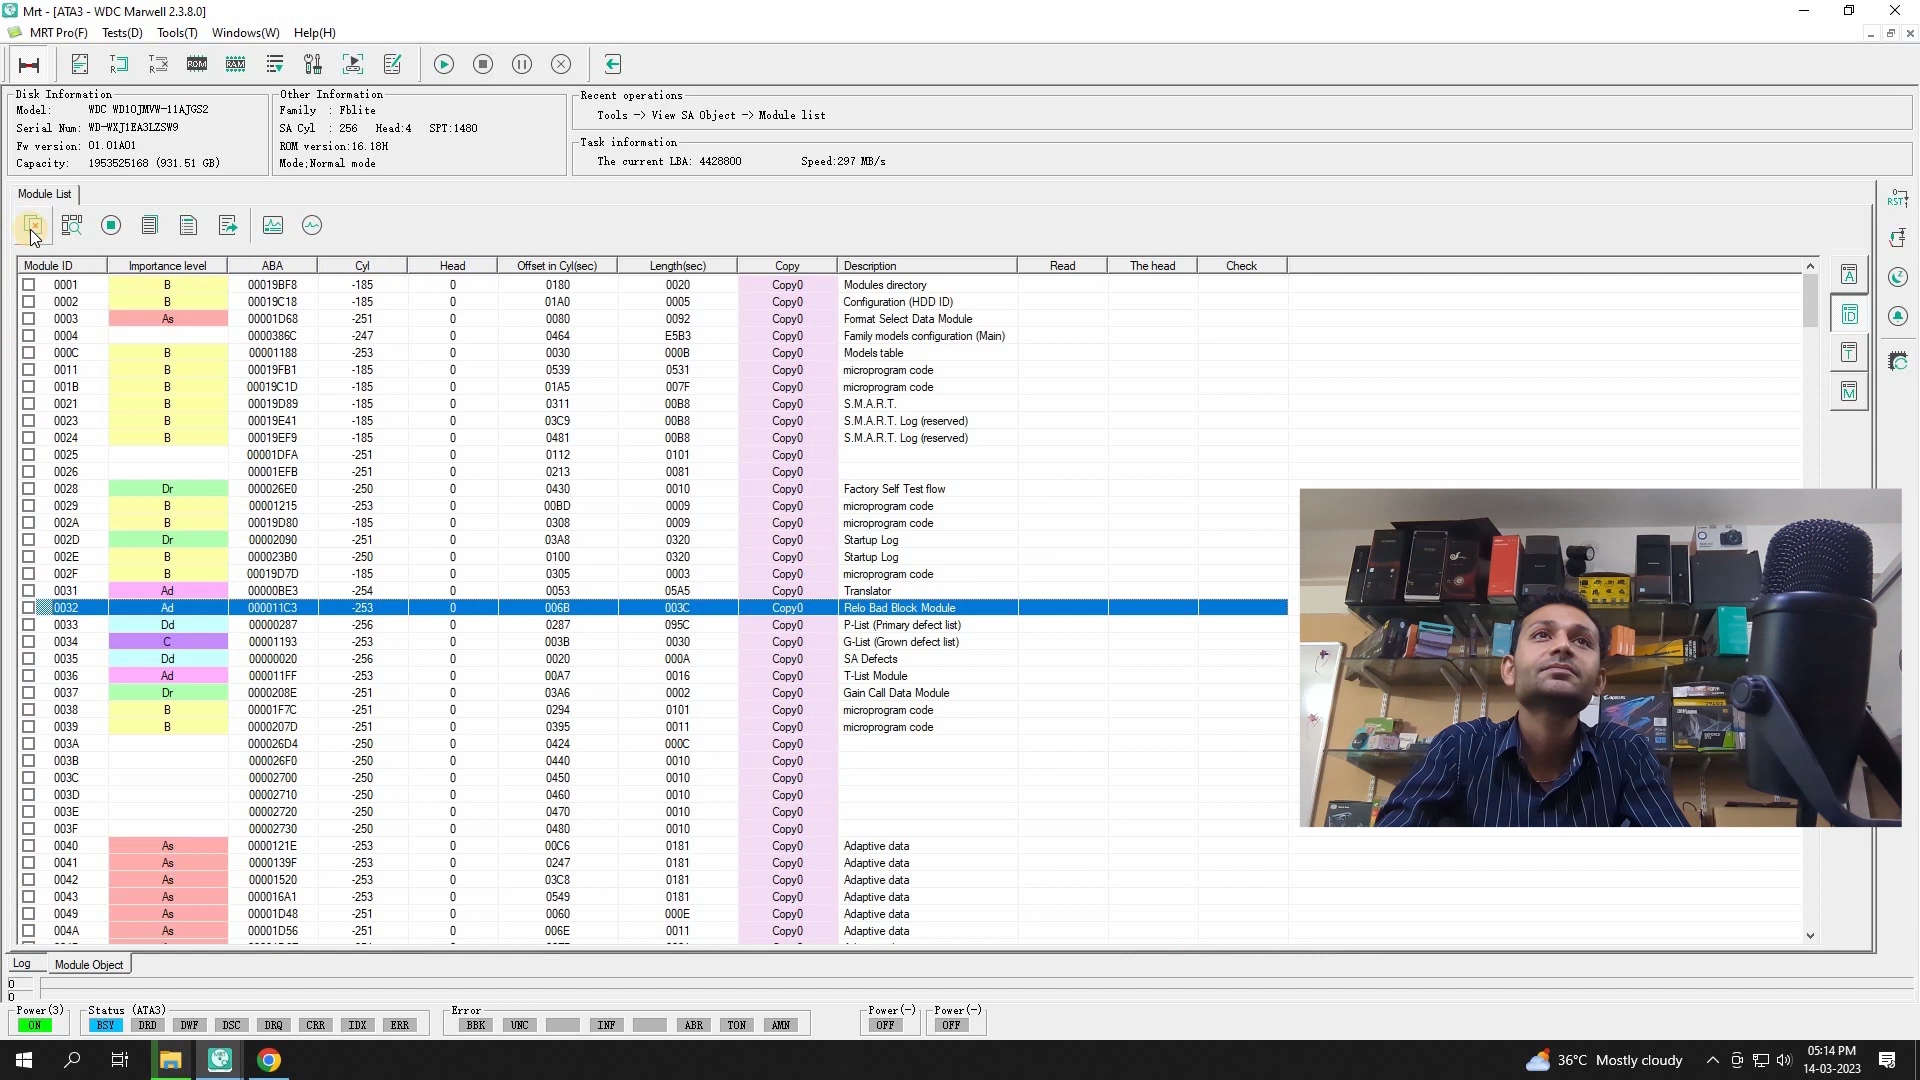 Mrt - [ATA3 - WDC Marwell 2.3.8.0]
MRT Pro(F) Tests(D) Tools(T) Windows(W) Help(H)
ROM RAM
Disk Information
Model: WDC WD10JMVW-11AJGS2
Serial Num: WD-WXJ1EA3LZSW9
Fw version: 01.01A01
Capacity: 1953525168 (931.51 GB)
Other Information
Family : Fblite
SA Cyl : 256 Head:4 SPT:1480
ROM version:16.18H
Mode;Normal mode
Recent operations
Tools -> View SA Object -> Module list
Task information
The current LBA: 4428800 Speed:297 MB/s
Module List
RST
Module ID Importance level ABA Cyl Head Offset in Cyl(sec) Length(sec) Copy Description Read The head Check
0001 B 00019BF8 -185 0 0180 0020 Copy0 Modules directory
0002 B 00019C18 -185 0 01A0 0005 Copy0 Configuration (HDD ID)
0003 As 00001D68 -251 0 0080 0092 Copy0 Format Select Data Module
0004 0000386C -247 0 0464 E5B3 Copy0 Family models configuration (Main)
000C B 00001188 -253 0 0030 000B Copy0 Models table
0011 B 00019FB1 -185 0 0539 0531 Copy0 microprogram code
001B B 00019C1D -185 0 01A5 007F Copy0 microprogram code
0021 B 00019D89 -185 0 0311 00B8 Copy0 S.M.A.R.T.
0023 B 00019E41 -185 0 03C9 00B8 Copy0 S.M.A.R.T. Log (reserved)
0024 B 00019EF9 -185 0 0481 00B8 Copy0 S.M.A.R.T. Log (reserved)
0025 00001DFA -251 0 0112 0101 Copy0
0026 00001EFB -251 0 0213 0081 Copy0
0028 Dr 000026E0 -250 0 0430 0010 Copy0 Factory Self Test flow
0029 B 00001215 -253 0 00BD 0009 Copy0 microprogram code
002A B 00019D80 -185 0 0308 0009 Copy0 microprogram code
002D Dr 00002090 -251 0 03A8 0320 Copy0 Startup Log
002E B 000023B0 -250 0 0100 0320 Copy0 Startup Log
002F B 00019D7D -185 0 0305 0003 Copy0 microprogram code
0031 Ad 00000BE3 -254 0 0053 05A5 Copy0 Translator
0032 Ad 000011C3 -253 0 006B 003C Copy0 Relo Bad Block Module
0033 Dd 00000287 -256 0 0287 095C Copy0 P-List (Primary defect list)
0034 C 00001193 -253 0 003B 0030 Copy0 G-List (Grown defect list)
0035 Dd 00000020 -256 0 0020 000A Copy0 SA Defects
0036 Ad 000011FF -253 0 00A7 0016 Copy0 T-List Module
0037 Dr 0000208E -251 0 03A6 0002 Copy0 Gain Call Data Module
0038 B 00001F7C -251 0 0294 0101 Copy0 microprogram code
0039 B 0000207D -251 0 0395 0011 Copy0 microprogram code
003A 000026D4 -250 0 0424 000C Copy0
003B 000026F0 -250 0 0440 0010 Copy0
003C 00002700 -250 0 0450 0010 Copy0
003D 00002710 -250 0 0460 0010 Copy0
003E 00002720 -250 0 0470 0010 Copy0
003F 00002730 -250 0 0480 0010 Copy0
0040 As 0000121E -253 0 00C6 0181 Copy0 Adaptive data
0041 As 0000139F -253 0 0247 0181 Copy0 Adaptive data
0042 As 00001520 -253 0 03C8 0181 Copy0 Adaptive data
0043 As 000016A1 -253 0 0549 0181 Copy0 Adaptive data
0049 As 00001D48 -251 0 0060 000E Copy0 Adaptive data
004A As 00001D56 -251 0 006E 0011 Copy0 Adaptive data
A
ID
T
M
Log Module Object
0
0
Power(3) Status (ATA3) Error Power(-) Power(-)
ON BSY DRD DWF DSC DRQ CRR IDX ERR BBK UNC INF ABR TON AMN OFF OFF
36°C Mostly cloudy
05:14 PM
14-03-2023